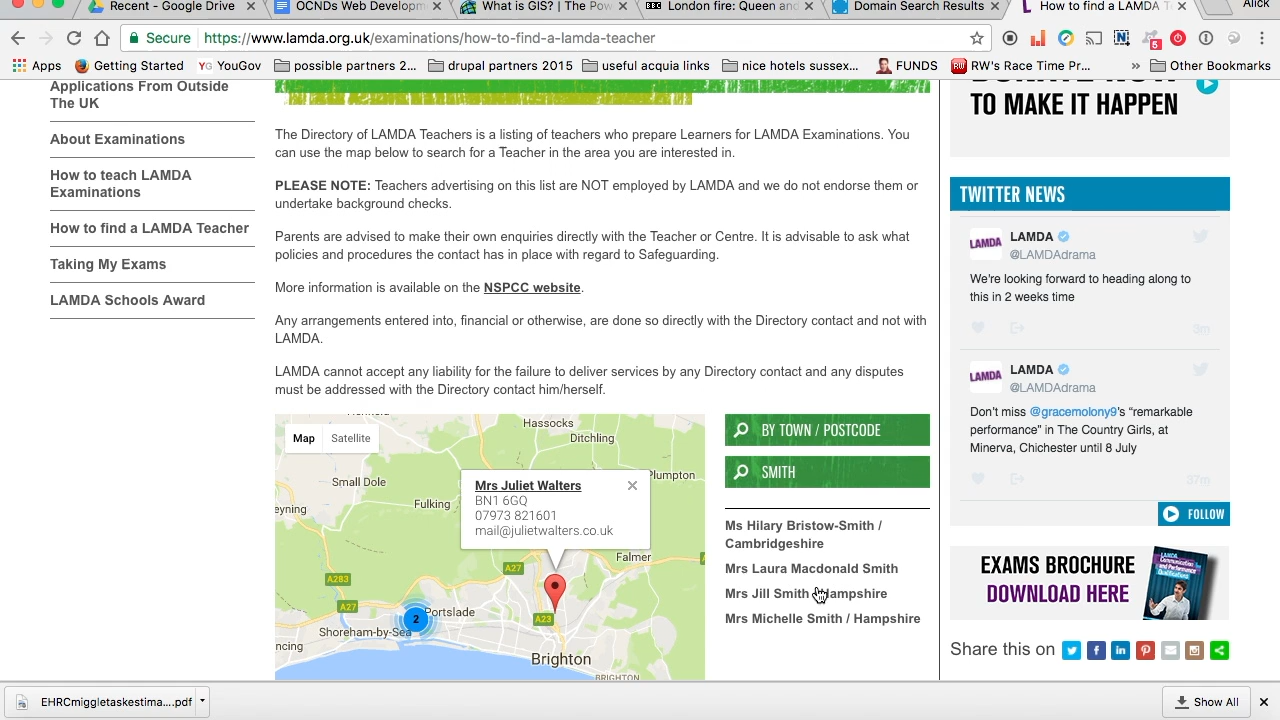 Recent - Google Drive
OCNDs Web Developm
What is GIS? | The Pow
London fire: Queen and
Domain Search Results
How to find a LAMDA T
Alick
Secure
https://www.lamda.org.uk/examinations/how-to-find-a-lamda-teacher
5
Apps
Getting Started
YG YouGov
possible partners 2...
drupal partners 2015
useful acquia links
nice hotels sussex...
FUNDS
RW RW's Race Time Pr...
Other Bookmarks
Applications From Outside
The UK
About Examinations
How to teach LAMDA
Examinations
How to find a LAMDA Teacher
Taking My Exams
LAMDA Schools Award
The Directory of LAMDA Teachers is a listing of teachers who prepare Learners for LAMDA Examinations. You
can use the map below to search for a Teacher in the area you are interested in.
PLEASE NOTE: Teachers advertising on this list are NOT employed by LAMDA and we do not endorse them or
undertake background checks.
Parents are advised to make their own enquiries directly with the Teacher or Centre. It is advisable to ask what
policies and procedures the contact has in place with regard to Safeguarding.
More information is available on the NSPCC website.
Any arrangements entered into, financial or otherwise, are done so directly with the Directory contact and not with
LAMDA.
LAMDA cannot accept any liability for the failure to deliver services by any Directory contact and any disputes
must be addressed with the Directory contact him/herself.
Map
Satellite
Hassocks
Ditchling
Plumpton
Small Dole
Fulking
eyning
Falmer
A27
A283
A27
A23
Portslade
Shoreham-by-Sea
2
ncing
Brighton
BRIGHTON
Mrs Juliet Walters
BN1 6GQ
07973 821601
mail@julietwalters.co.uk
BY TOWN / POSTCODE
SMITH
Ms Hilary Bristow-Smith /
Cambridgeshire
Mrs Laura Macdonald Smith
Mrs Jill Smith Hampshire
Mrs Michelle Smith / Hampshire
DONATE NOW
TO MAKE IT HAPPEN
TWITTER NEWS
LAMDA
LAMDA
@LAMDAdrama
We're looking forward to heading along to
this in 2 weeks time
3m
LAMDA
LAMDA
@LAMDAdrama
Don't miss @gracemolony9's “remarkable
performance” in The Country Girls, at
Minerva, Chichester until 8 July
37m
FOLLOW
EXAMS BROCHURE
DOWNLOAD HERE
Share this on
EHRCmiggletaskestima....pdf
Show All